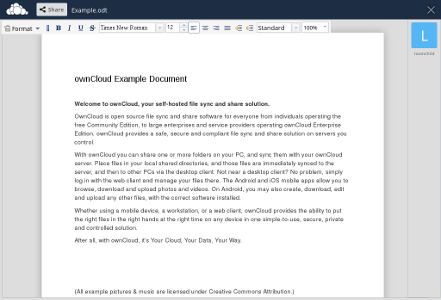 Share Example.odt
Format B I U S Times New Roman 12 Standard 100%
L
ownCloud Example Document
Welcome to ownCloud, your self-hosted file sync and share solution.
ownCloud is open source file sync and share software for everyone from individuals operating the
free Community Edition, to large enterprises and service providers operating ownCloud Enterprise
Edition. ownCloud provides a safe, secure and compliant file sync and share solution on servers you
control.
With ownCloud you can share one or more folders on your PC, and sync them with your ownCloud
server. Place files in your local shared directories, and those files are immediately synced to the
server, and then to other PCs via the desktop client. Not near a desktop client? No problem, simply
log in with the web client and manage your files there. The Android and iOS mobile apps allow you to
browse, download and upload photos and videos. On Android, you may also create, download, edit
and upload any other files, with the correct software installed.
Whether using a mobile device, a workstation, or a web client, ownCloud provides the ability to put
the right files in the right hands at the right time on any device in one simple-to-use, secure, private
and controlled solution.
After all, with ownCloud, it's Your Cloud, Your Data, Your Way.
(All example pictures & music are licensed under Creative Commons Attribution.)